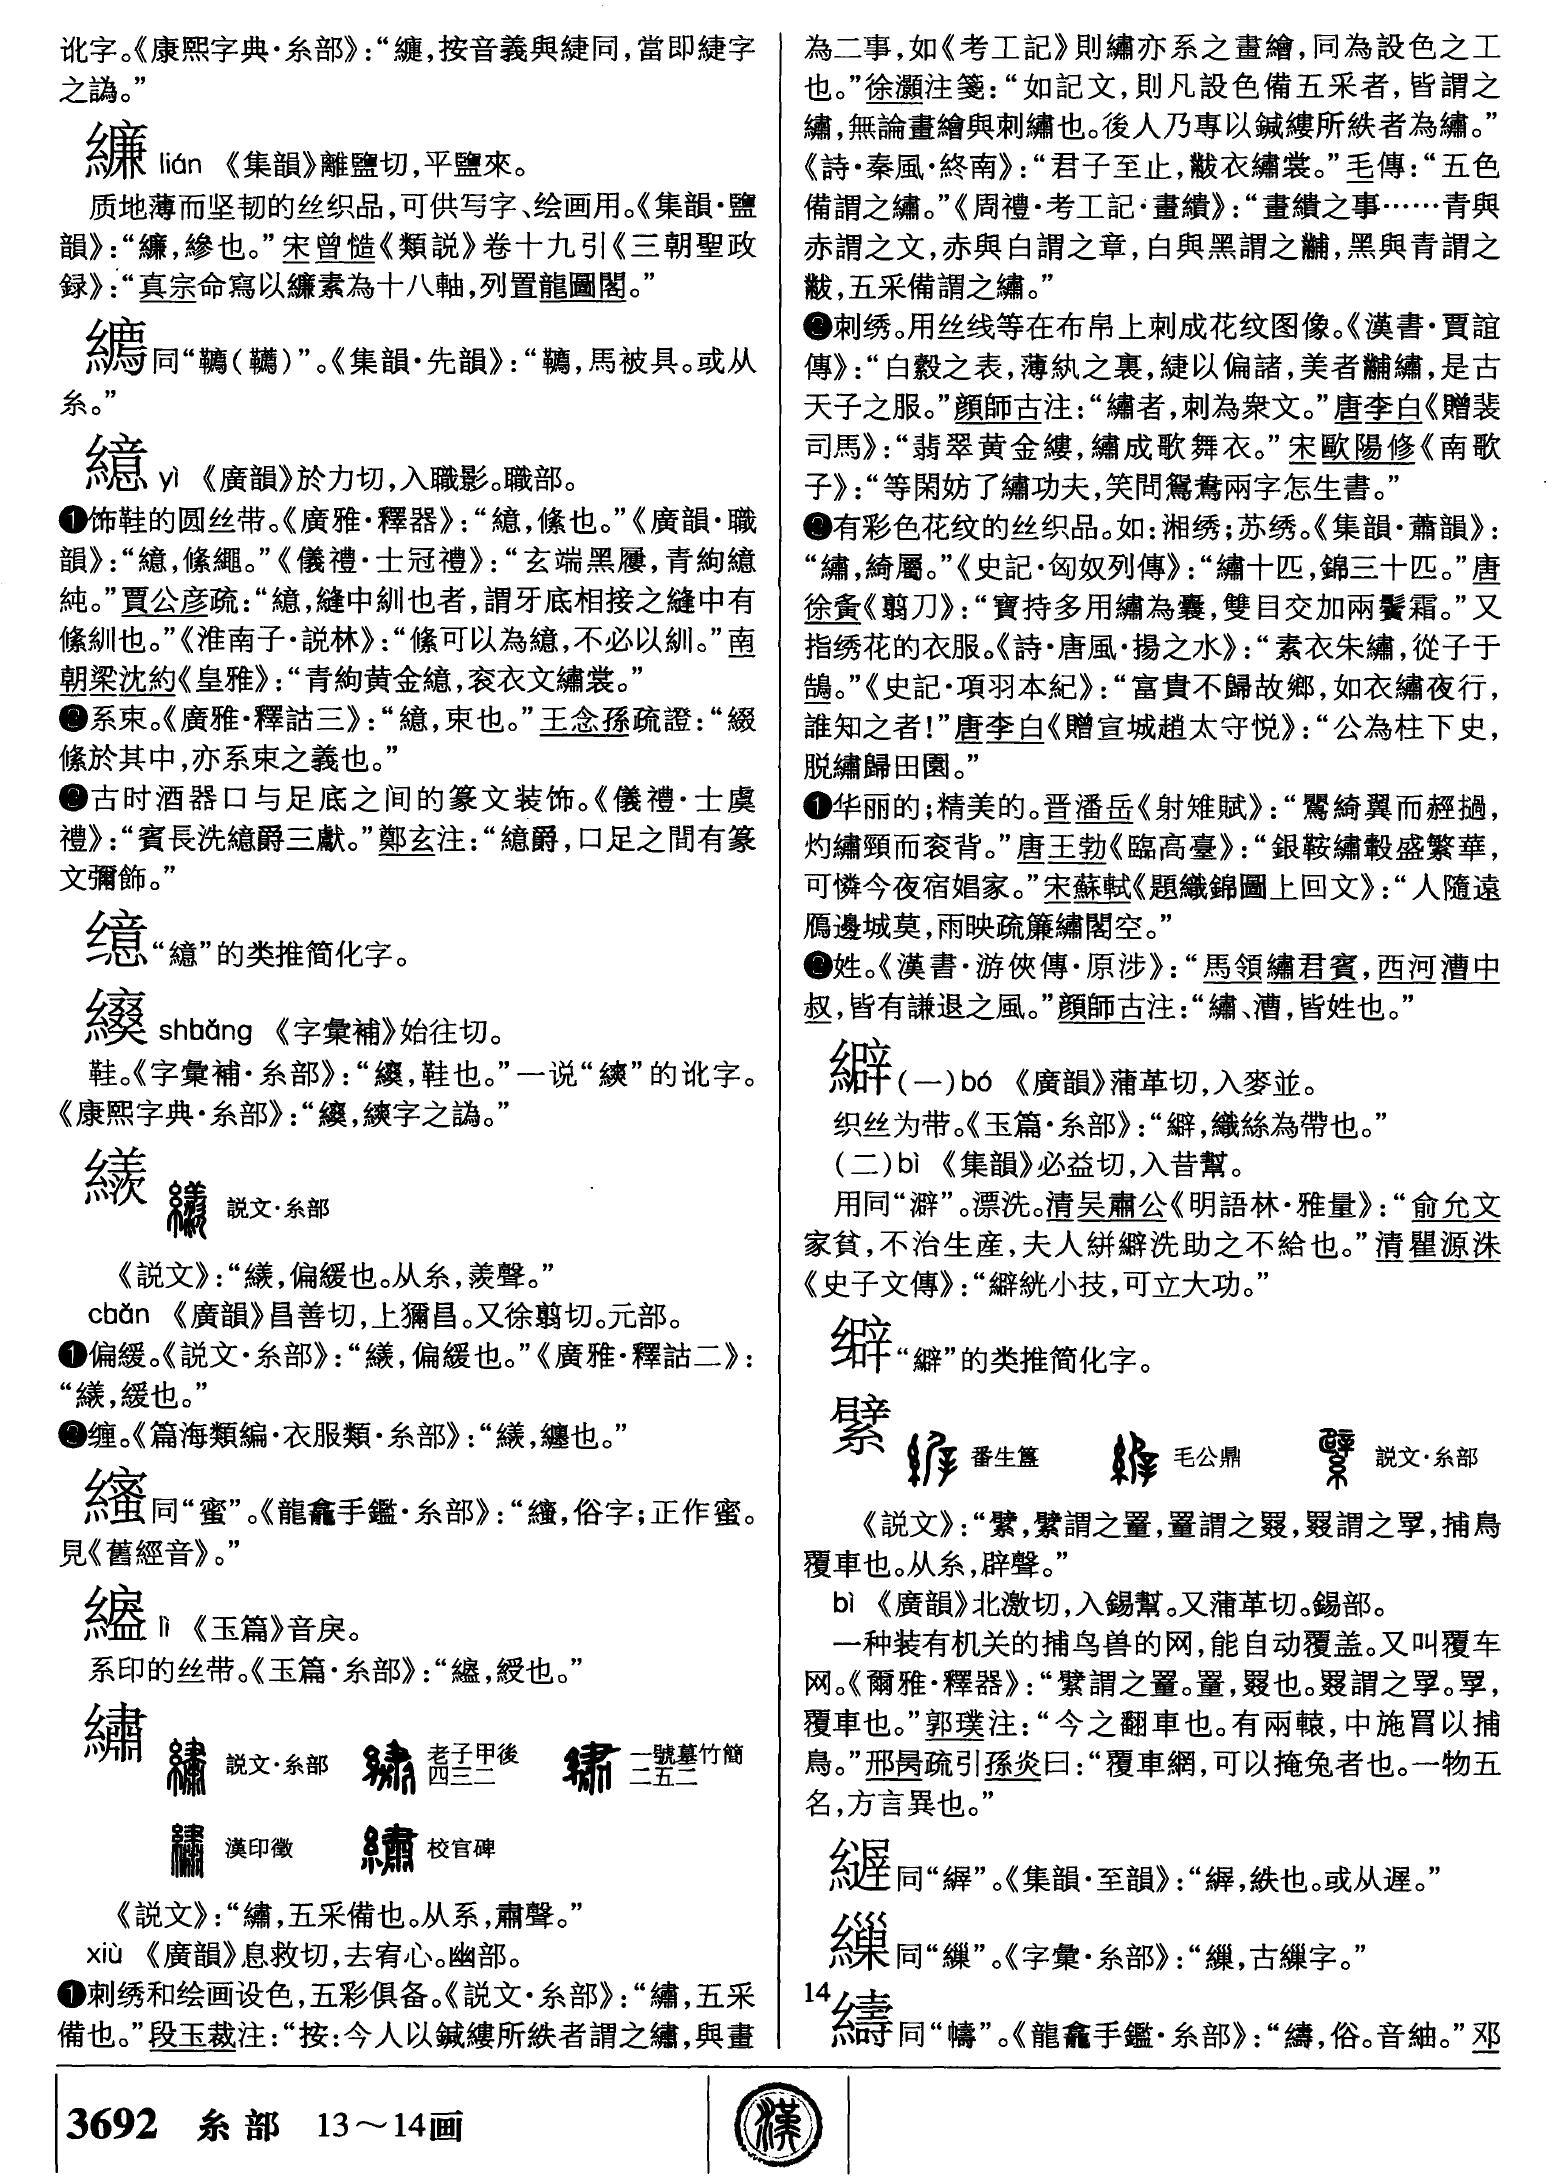 讹字。《康熙字典·糸部》：“緾，按音義與緁同，當即緁字
之譌。”
䌞 lián 《集韻》離鹽切，平鹽來。
质地薄而坚韧的丝织品，可供写字、绘画用。《集韻·鹽
韻》：“䌞，縿也。”宋曾慥《類説》卷十九引《三朝聖政
録》：“真宗命寫以䌞素為十八軸，列置龍圖閣。”
同“韉（韀）”。《集韻·先韻》：“韉，馬被具。或从
糸。”
繶 yì 《廣韻》於力切，入職影。職部。
❶饰鞋的圆丝带。《廣雅·釋器》：“繶，絛也。”《廣韻·職
韻》：“繶，絛繩。”《儀禮·士冠禮》：“玄端黑屨，青絇繶
純。”賈公彦疏：“繶，縫中紃也者，謂牙底相接之縫中有
絛紃也。”《淮南子·説林》：“絛可以為繶，不必以紃。”南
朝梁沈約《皇雅》：“青絇黄金繶，衮衣文繡裳。”
❷系束。《廣雅·釋詁三》：“繶，束也。”王念孫疏證：“綴
絛於其中，亦系束之義也。”
❸古时酒器口与足底之间的篆文装饰。《儀禮·士虞
禮》：“賓長洗繶爵三獻。”鄭玄注：“繶爵，口足之間有篆
文彌飾。”
“繶”的类推简化字。
shbǎng 《字彙補》始往切。
鞋。《字彙補·糸部》：“，鞋也。”一说“䋽”的讹字。
《康熙字典·糸部》：“，䋽字之譌。”
説文·糸部
《説文》：“繎，偏緩也。从糸，羨聲。”
cbǎn 《廣韻》昌善切，上獮昌。又徐翦切。元部。
❶偏缓。《説文·糸部》：“，偏緩也。”《廣雅·釋詁二》：
“，緩也。”
❷缠。《篇海類編·衣服類·糸部》：“，纏也。”
同“蜜”。《龍龕手鑑·糸部》：“，俗字；正作蜜。
見《舊經音》。”
lì 《玉篇》音戾。
系印的丝带。《玉篇·糸部》：“，綬也。”
繡 説文·糸部 老子甲後四三二 一號墓竹簡二五二
漢印徵 校官碑
《説文》：“繡，五采備也。从系，肅聲。”
xiù 《廣韻》息救切，去宥心。幽部。
❶刺绣和绘画设色，五彩俱备。《説文·糸部》：“繡，五采
備也。”段玉裁注：“按：今人以鍼縷所紩者謂之繡，與畫
為二事，如《考工記》則繡亦系之畫繪，同為設色之工
也。”徐灝注箋：“如記文，則凡設色備五采者，皆謂之
繡，無論畫繪與刺繡也。後人乃專以鍼縷所紩者為繡。”
《詩·秦風·終南》：“君子至止，黻衣繡裳。”毛傳：“五色
備謂之繡。”《周禮·考工記·畫繢》：“畫繢之事……青與
赤謂之文，赤與白謂之章，白與黑謂之黼，黑與青謂之
黻，五采備謂之繡。”
❷刺绣。用丝线等在布帛上刺成花纹图像。《漢書·賈誼
傳》：“白縠之表，薄紈之裏，緁以偏諸，美者黼繡，是古
天子之服。”顔師古注：“繡者，刺為衆文。”唐李白《贈裴
司馬》：“翡翠黄金縷，繡成歌舞衣。”宋歐陽修《南歌
子》：“等閑妨了繡功夫，笑問鴛鴦兩字怎生書。”
❸有彩色花纹的丝织品。如：湘绣；苏绣。《集韻·蕭韻》：
“繡，綺屬。”《史記·匈奴列傳》：“繡十匹，錦三十匹。”唐
徐夤《翦刀》：“寶持多用繡為囊，雙目交加兩鬢霜。”又
指绣花的衣服。《詩·唐風·揚之水》：“素衣朱繡，從子于
鵠。”《史記·項羽本紀》：“富貴不歸故鄉，如衣繡夜行，
誰知之者！”唐李白《贈宣城趙太守悦》：“公為柱下史，
脱繡歸田園。”
❶华丽的；精美的。晋潘岳《射雉賦》：“鶯綺翼而䞓撾，
灼繡頸而衮背。”唐王勃《臨高臺》：“銀鞍繡轂盛繁華，
可憐今夜宿娼家。”宋蘇軾《題織錦圖上回文》：“人隨遠
鴈邊城莫，雨映疏簾繡閣空。”
❷姓。《漢書·游俠傳·原涉》：“馬領繡君賓，西河漕中
叔，皆有謙退之風。”顔師古注：“繡、漕，皆姓也。”
繲 (一)bó 《廣韻》蒲革切，入麥並。
织丝为带。《玉篇·糸部》：“，織絲為帶也。”
(二)bì 《集韻》必益切，入昔幫。
用同“澼”。漂洗。清吴肅公《明語林·雅量》：“俞允文
家貧，不治生産，夫人絣洗助之不給也。”清瞿源洙
《史子文傳》：“絖小技，可立大功。”
“”的类推简化字。
繴 番生簋 毛公鼎 説文·糸部
《説文》：“繴，繴謂之罿，罿謂之罬，罬謂之罦，捕鳥
覆車也。从糸，辟聲。”
bì 《廣韻》北激切，入錫幫。又蒲革切。錫部。
一种装有机关的捕鸟兽的网，能自动覆盖。又叫覆车
网。《爾雅·釋器》：“繴謂之罿。罿，罬也。罬謂之罦。罦，
覆車也。”郭璞注：“今之翻車也。有兩轅，中施罥以捕
鳥。”邢昺疏引孫炎曰：“覆車網，可以掩兔者也。一物五
名，方言異也。”
同“䌡”。《集韻·至韻》：“，紩也。或从遟。”
同“繅”。《字彙·糸部》：“，古繅字。”
14
同“幬”。《龍龕手鑑·糸部》：“，俗。音紬。”邓
3692 糸部 13～14画
漢